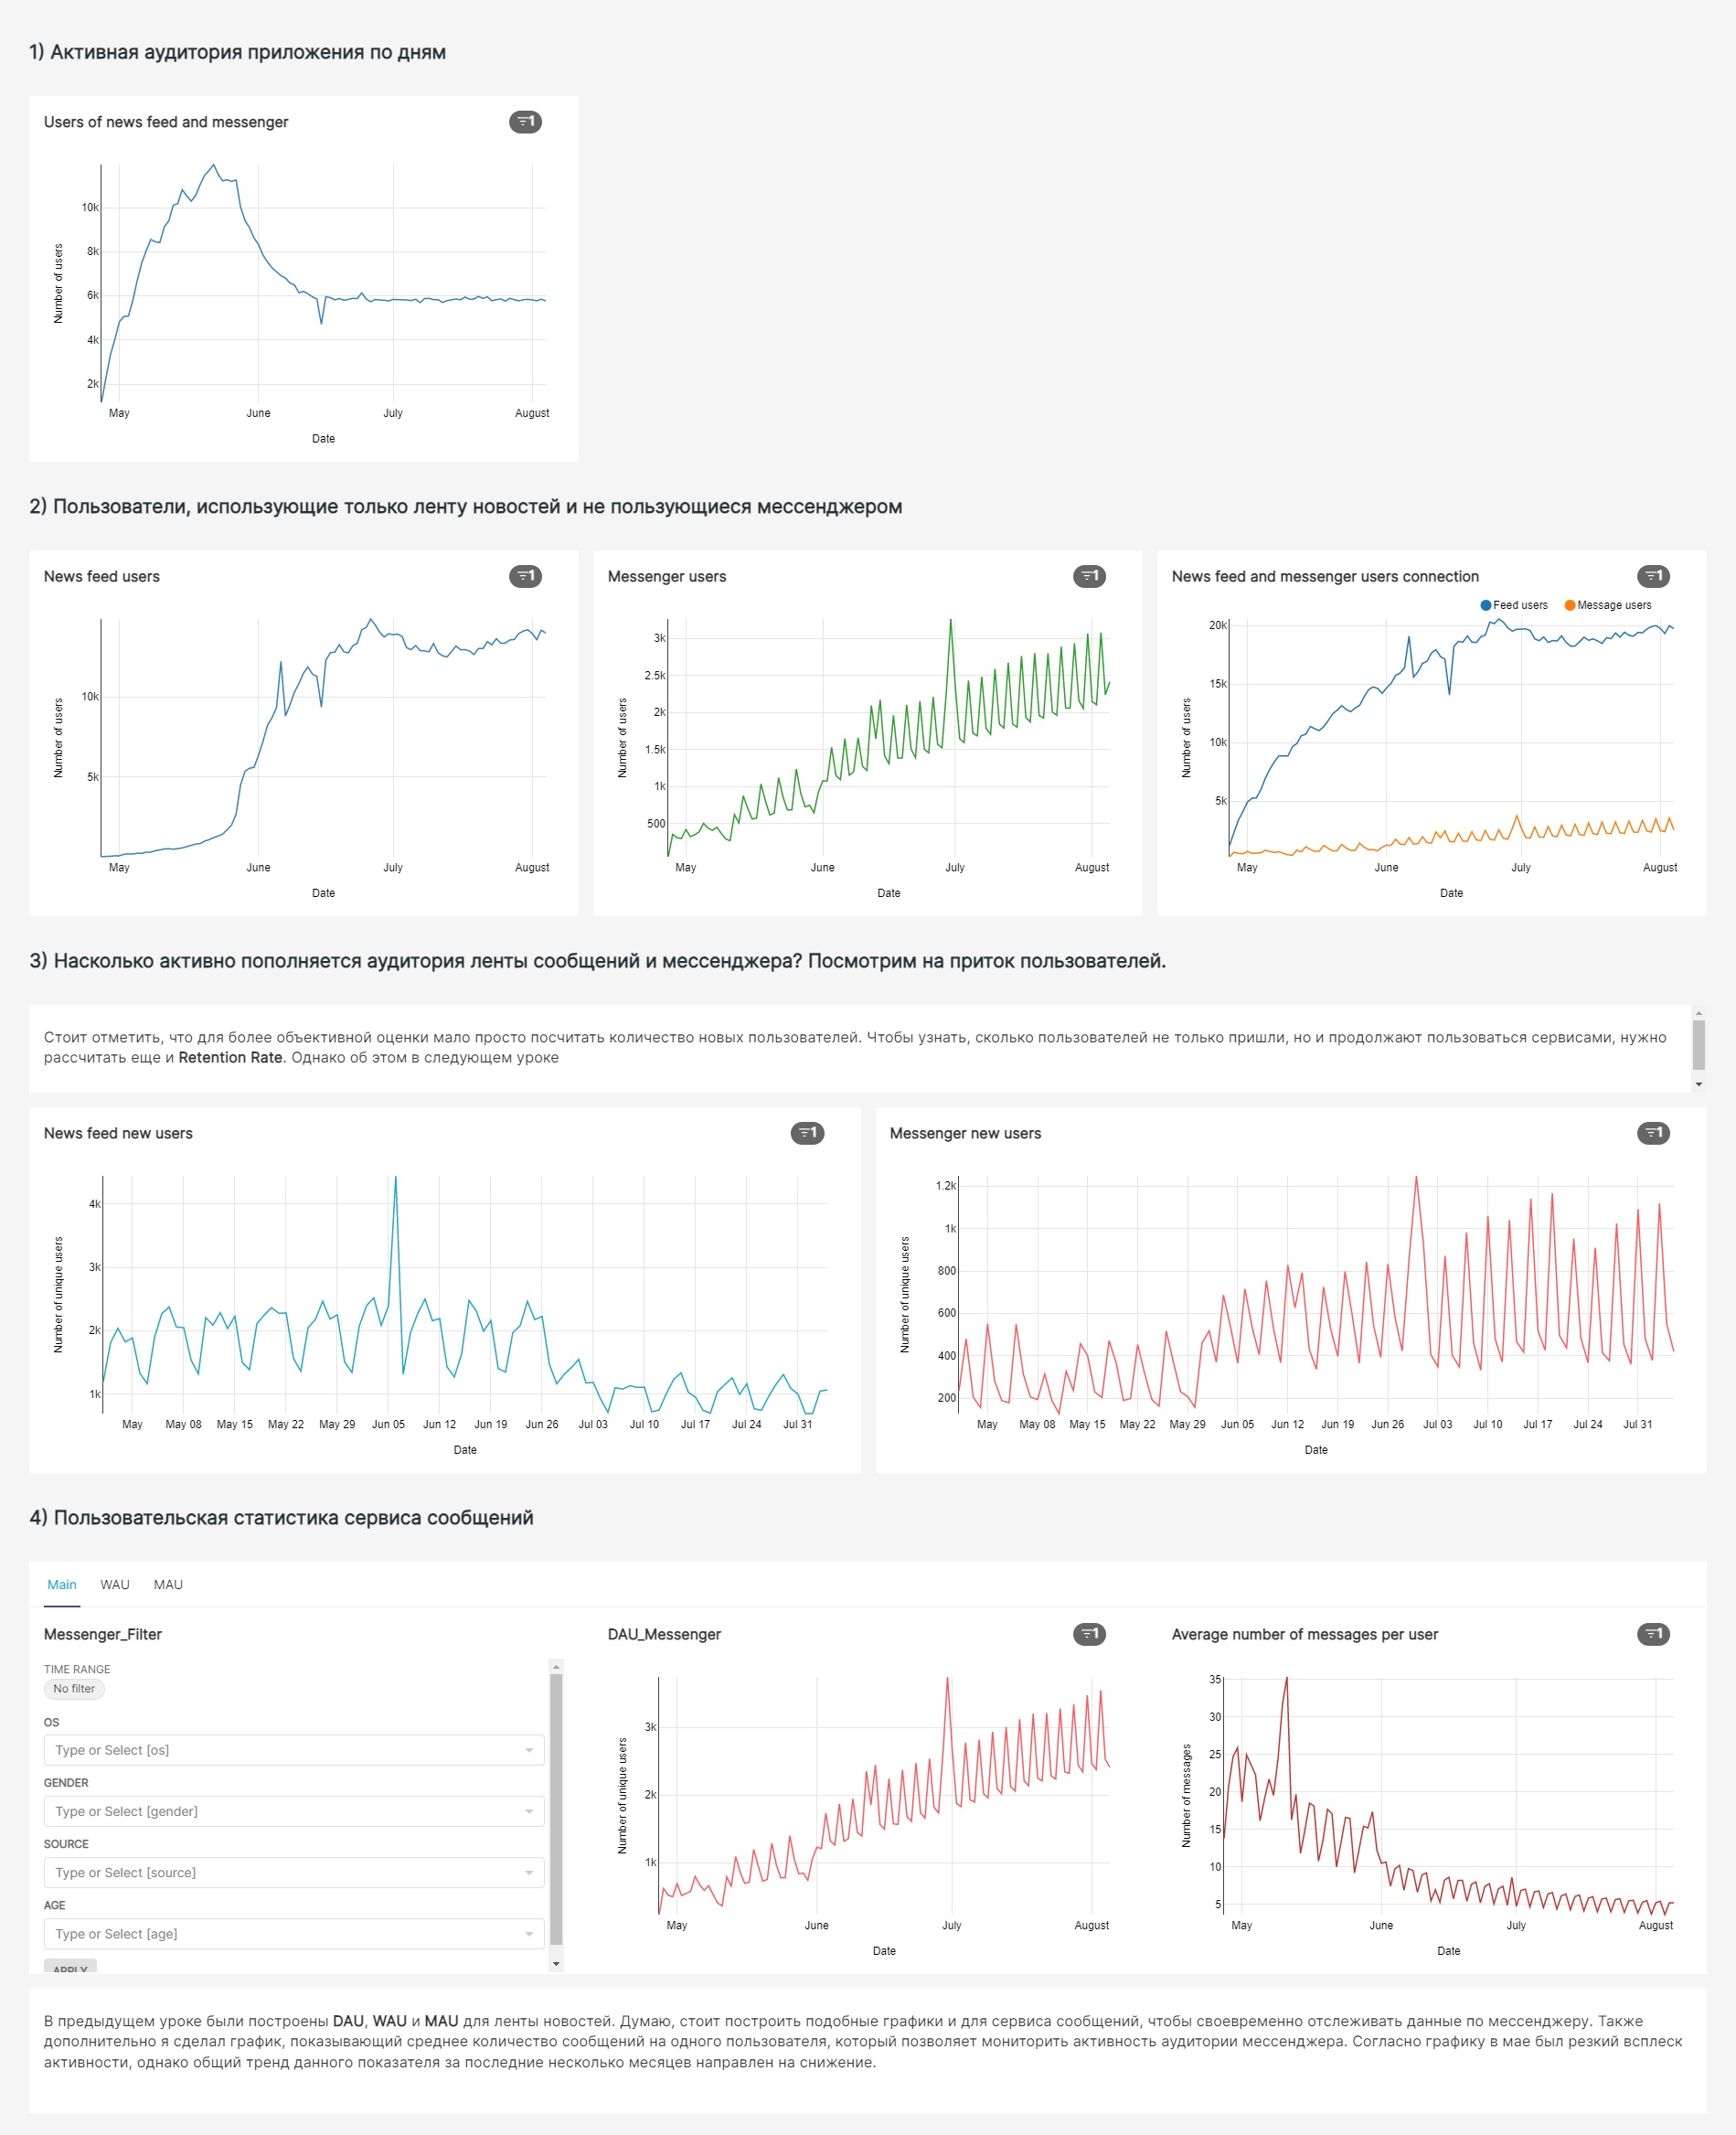 1) Активная аудитория приложения по дням
Users of news feed and messenger
1
Number of users
10k
8k
6k
4k
2k
May June July August
Date
2) Пользователи, использующие только ленту новостей и не пользующиеся мессенджером
News feed users
1
Number of users
10k
5k
May June July August
Date
Messenger users
1
Number of users
3k
2.5k
2k
1.5k
1k
500
May June July August
Date
News feed and messenger users connection
1
Feed users Message users
Number of users
20k
15k
10k
5k
May June July August
Date
3) Насколько активно пополняется аудитория ленты сообщений и мессенджера? Посмотрим на приток пользователей.
Стоит отметить, что для более объективной оценки мало просто посчитать количество новых пользователей. Чтобы узнать, сколько пользователей не только пришли, но и продолжают пользоваться сервисами, нужно
рассчитать еще и Retention Rate. Однако об этом в следующем уроке
News feed new users
1
Number of unique users
4k
3k
2k
1k
May May 08 May 15 May 22 May 29 Jun 05 Jun 12 Jun 19 Jun 26 Jul 03 Jul 10 Jul 17 Jul 24 Jul 31
Date
Messenger new users
1
Number of unique users
1.2k
1k
800
600
400
200
May May 08 May 15 May 22 May 29 Jun 05 Jun 12 Jun 19 Jun 26 Jul 03 Jul 10 Jul 17 Jul 24 Jul 31
Date
4) Пользовательская статистика сервиса сообщений
Main WAU MAU
Messenger_Filter
TIME RANGE
No filter
OS
Type or Select [os]
GENDER
Type or Select [gender]
SOURCE
Type or Select [source]
AGE
Type or Select [age]
APPLY
DAU_Messenger
1
Number of unique users
3k
2k
1k
May June July August
Date
Average number of messages per user
1
Number of messages
35
30
25
20
15
10
5
May June July August
Date
В предыдущем уроке были построены DAU, WAU и MAU для ленты новостей. Думаю, стоит построить подобные графики и для сервиса сообщений, чтобы своевременно отслеживать данные по мессенджеру. Также
дополнительно я сделал график, показывающий среднее количество сообщений на одного пользователя, который позволяет мониторить активность аудитории мессенджера. Согласно графику в мае был резкий всплеск
активности, однако общий тренд данного показателя за последние несколько месяцев направлен на снижение.